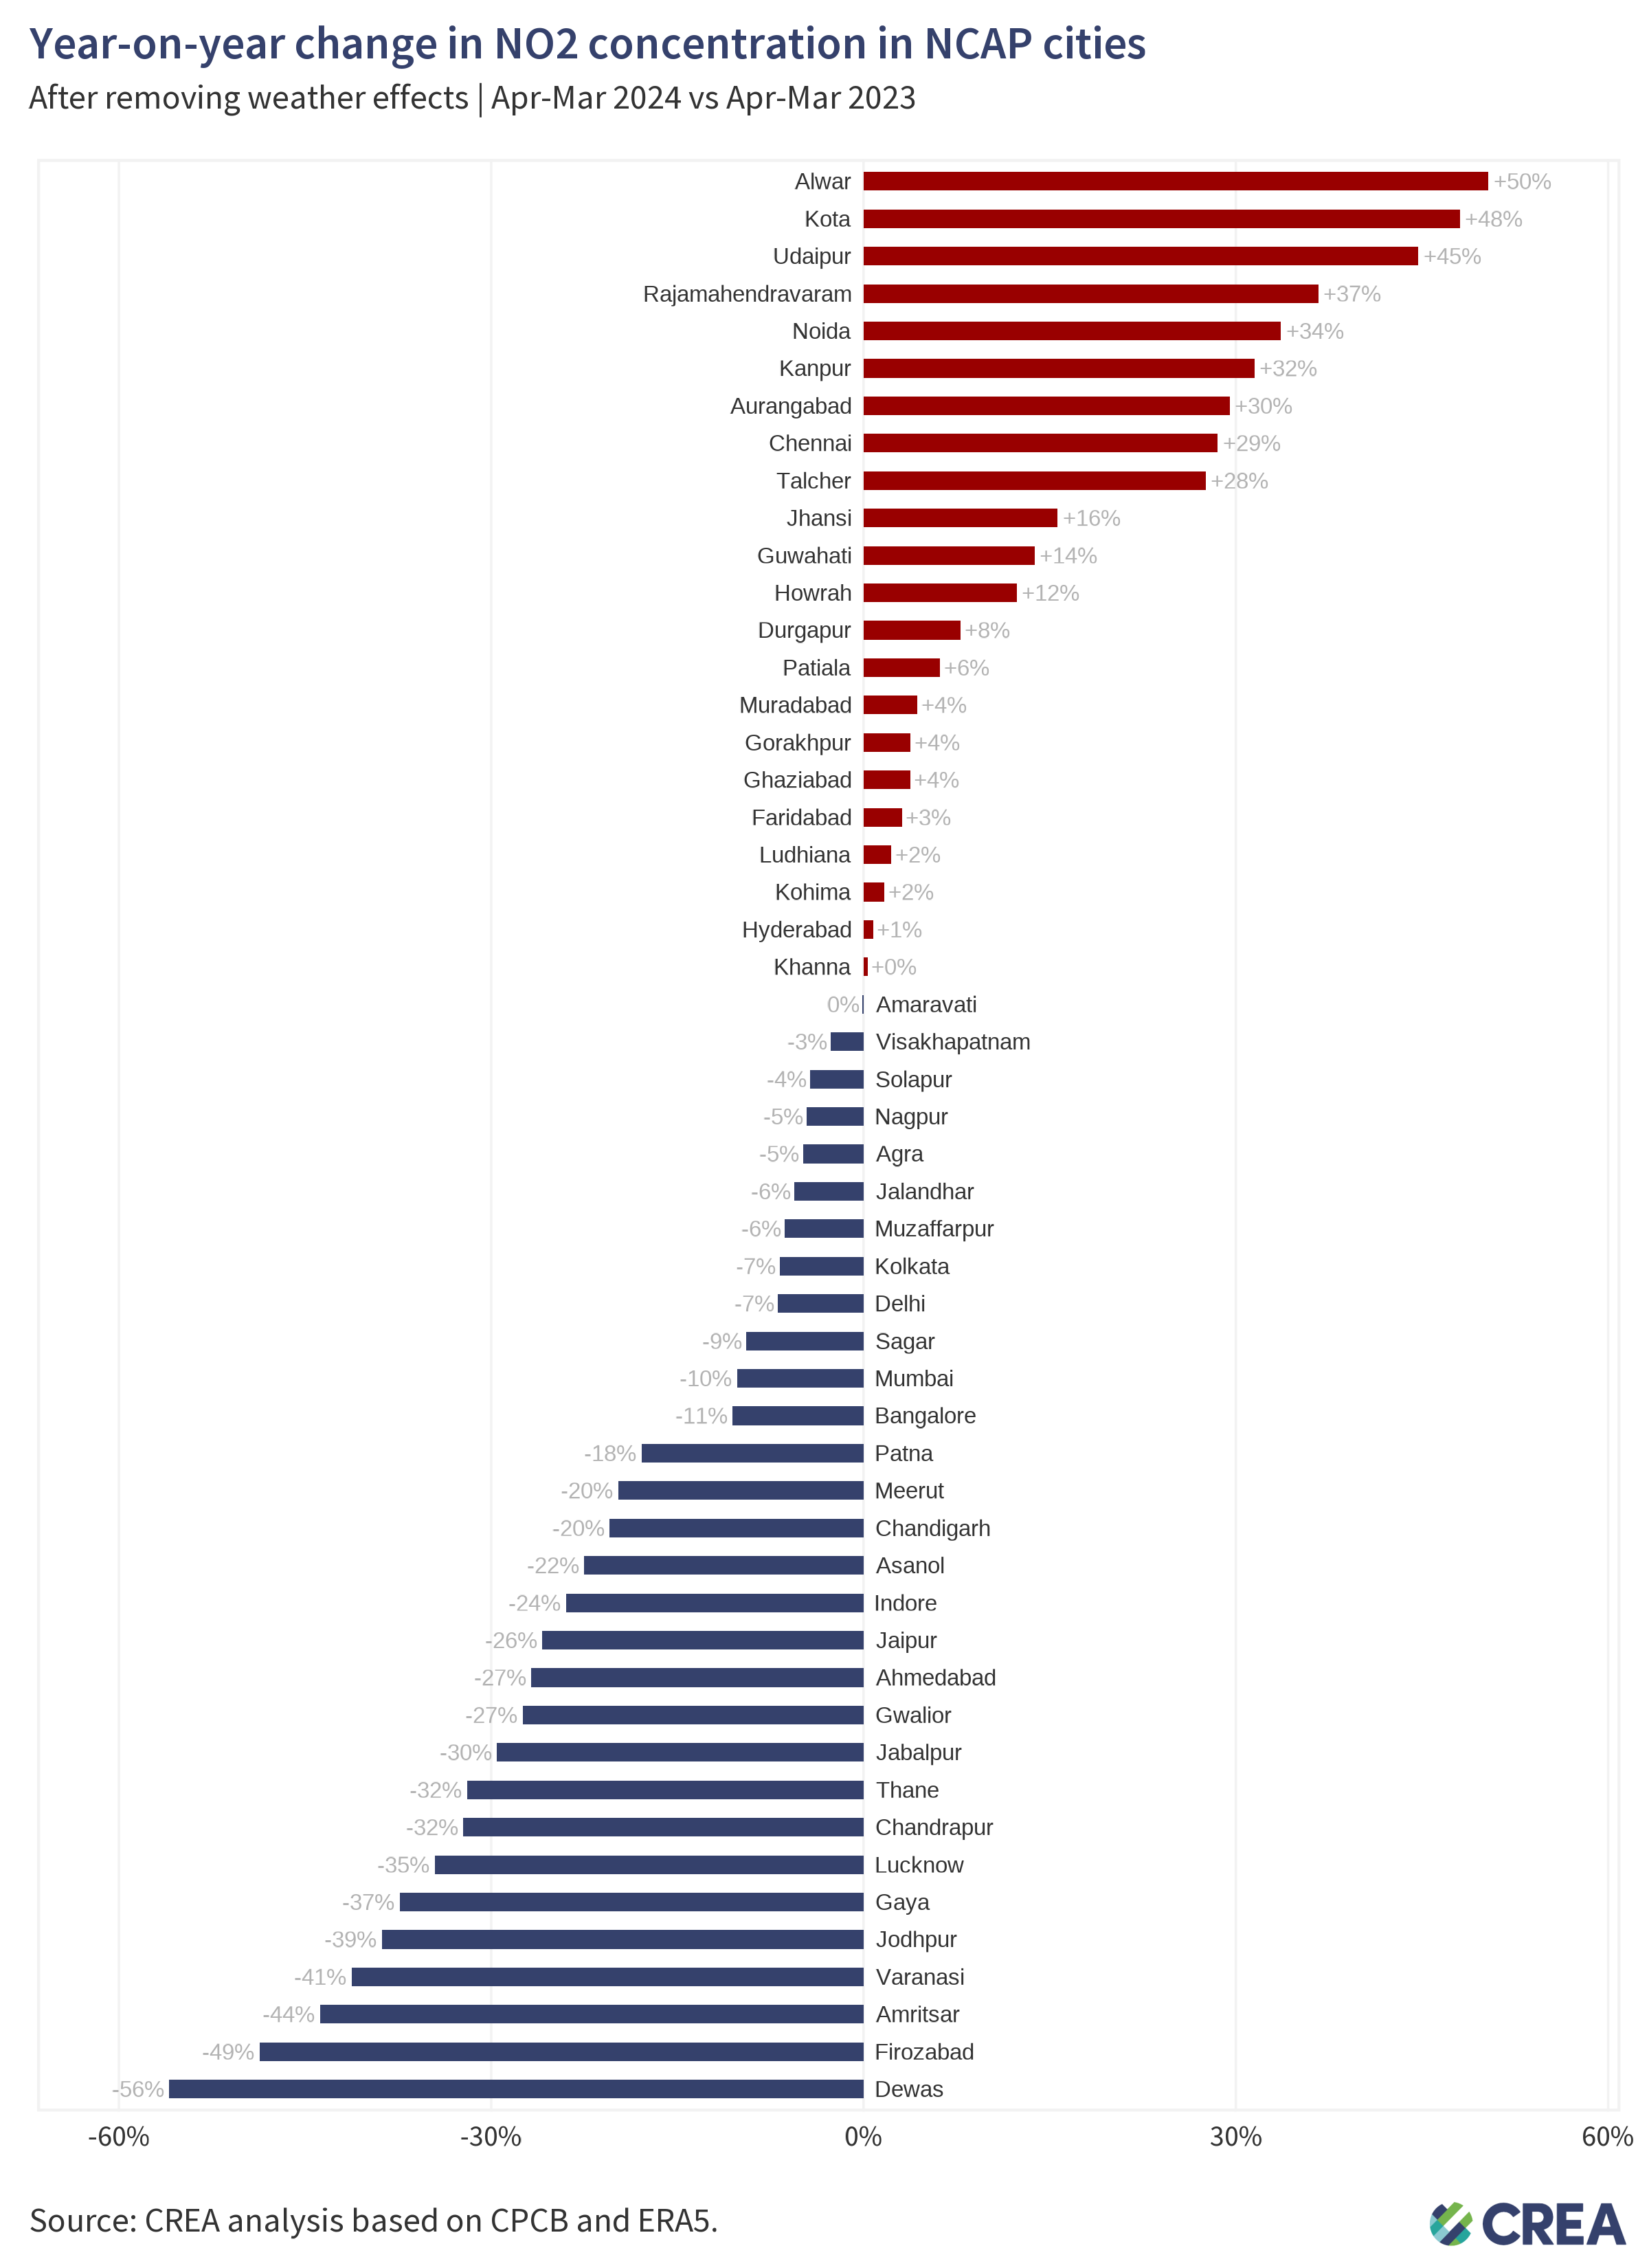 Year-on-year change in NO2 concentration in NCAP cities
After removing weather effects | Apr-Mar 2024 vs Apr-Mar 2023
Alwar +50%
Kota +48%
Udaipur +45%
Rajamahendravaram +37%
Noida +34%
Kanpur +32%
Aurangabad +30%
Chennai +29%
Talcher +28%
Jhansi +16%
Guwahati +14%
Howrah +12%
Durgapur +8%
Patiala +6%
Muradabad +4%
Gorakhpur +4%
Ghaziabad +4%
Faridabad +3%
Ludhiana +2%
Kohima +2%
Hyderabad +1%
Khanna +0%
0% Amaravati
-3% Visakhapatnam
-4% Solapur
-5% Nagpur
-5% Agra
-6% Jalandhar
-6% Muzaffarpur
-7% Kolkata
-7% Delhi
-9% Sagar
-10% Mumbai
-11% Bangalore
-18% Patna
-20% Meerut
-20% Chandigarh
-22% Asanol
-24% Indore
-26% Jaipur
-27% Ahmedabad
-27% Gwalior
-30% Jabalpur
-32% Thane
-32% Chandrapur
-35% Lucknow
-37% Gaya
-39% Jodhpur
-41% Varanasi
-44% Amritsar
-49% Firozabad
-56% Dewas
-60% -30% 0% 30% 60%
Source: CREA analysis based on CPCB and ERA5.
CREA